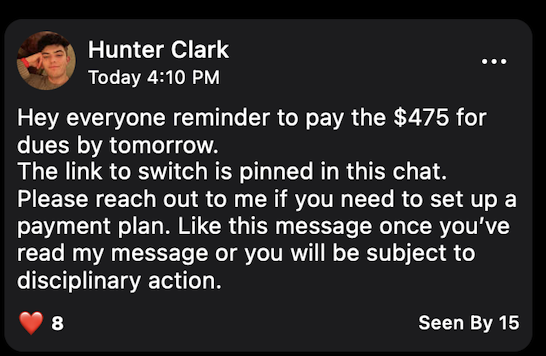 Hunter Clark
Today 4:10 PM
Hey everyone reminder to pay the $475 for
dues by tomorrow.
The link to switch is pinned in this chat.
Please reach out to me if you need to set up a
payment plan. Like this message once you’ve
read my message or you will be subject to
disciplinary action.
❤️ 8
Seen By 15